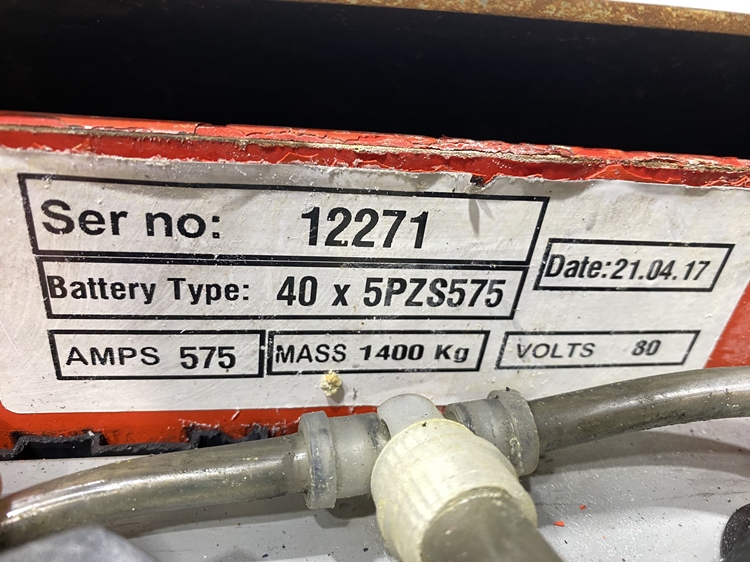 Ser no: 12271
Date:21.04.17
Battery Type: 40 x 5PZS575
AMPS 575
MASS 1400 Kg
VOLTS 80